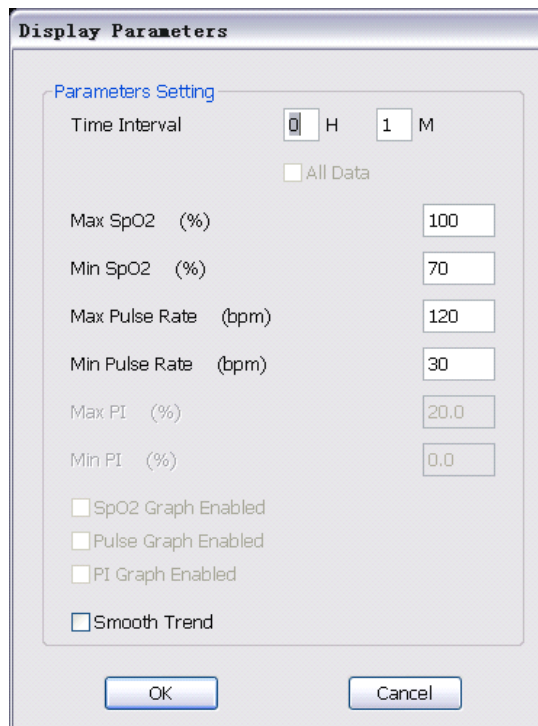 Display Parameters
Parameters Setting
Time Interval 0 H 1 M
All Data
Max SpO2 (%) 100
Min SpO2 (%) 70
Max Pulse Rate (bpm) 120
Min Pulse Rate (bpm) 30
Max PI (%) 20.0
Min PI (%) 0.0
SpO2 Graph Enabled
Pulse Graph Enabled
PI Graph Enabled
Smooth Trend
OK Cancel